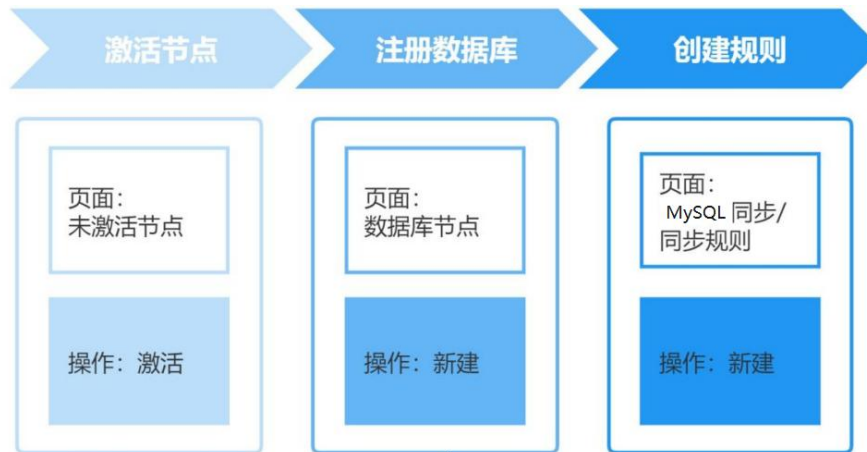 激活节点
注册数据库
创建规则
页面：
未激活节点
操作：激活
页面：
数据库节点
操作：新建
页面：
MySQL 同步/
同步规则
操作：新建